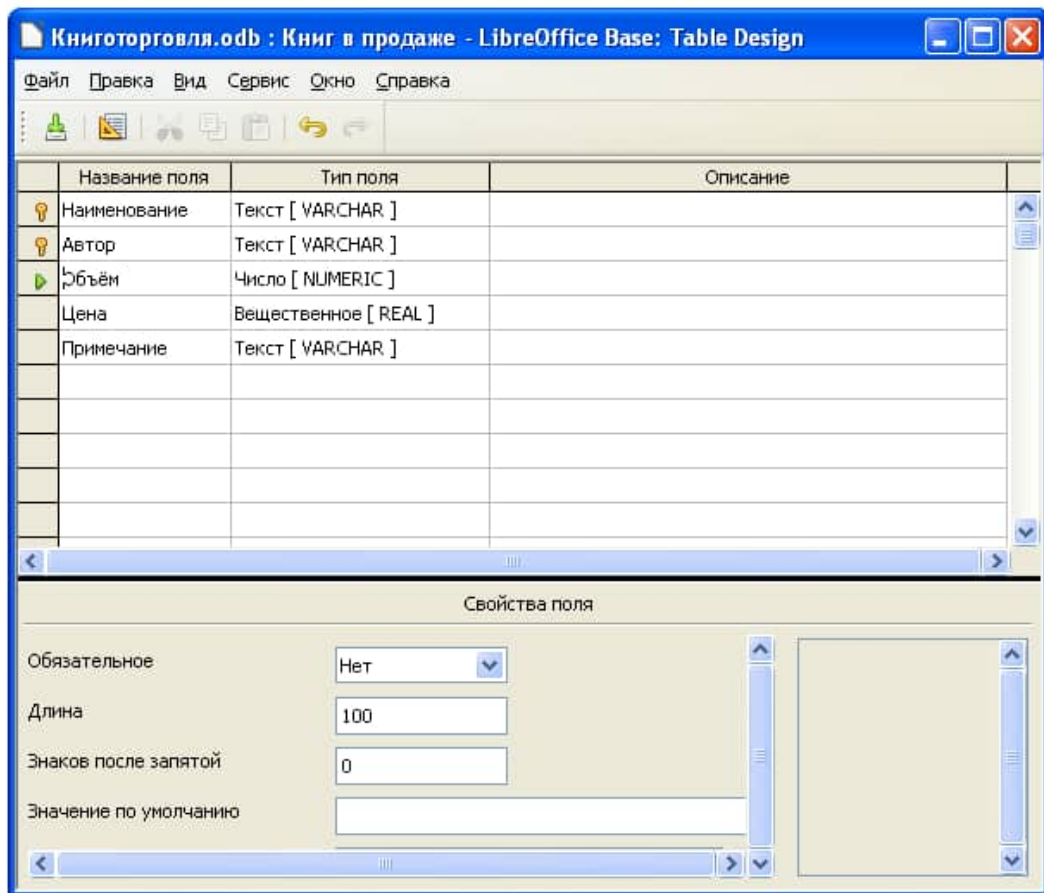 Книготорговля.odb : Книг в продаже - LibreOffice Base: Table Design
Файл Правка Вид Сервис Окно Справка
Название поля Тип поля Описание
Наименование Текст [ VARCHAR ]
Автор Текст [ VARCHAR ]
Объём Число [ NUMERIC ]
Цена Вещественное [ REAL ]
Примечание Текст [ VARCHAR ]
Свойства поля
Обязательное Нет
Длина 100
Знаков после запятой 0
Значение по умолчанию